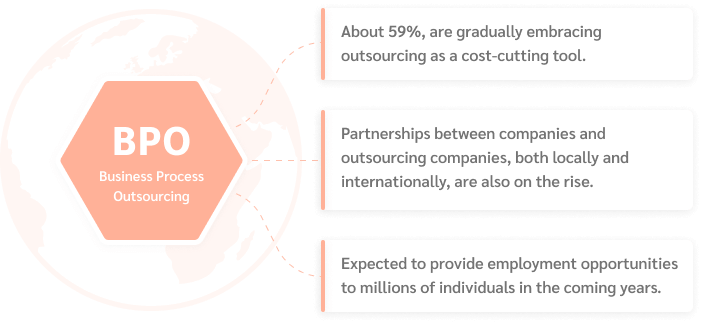 BPO
Business Process
Outsourcing
About 59%, are gradually embracing
outsourcing as a cost-cutting tool.
Partnerships between companies and
outsourcing companies, both locally and
internationally, are also on the rise.
Expected to provide employment opportunities
to millions of individuals in the coming years.